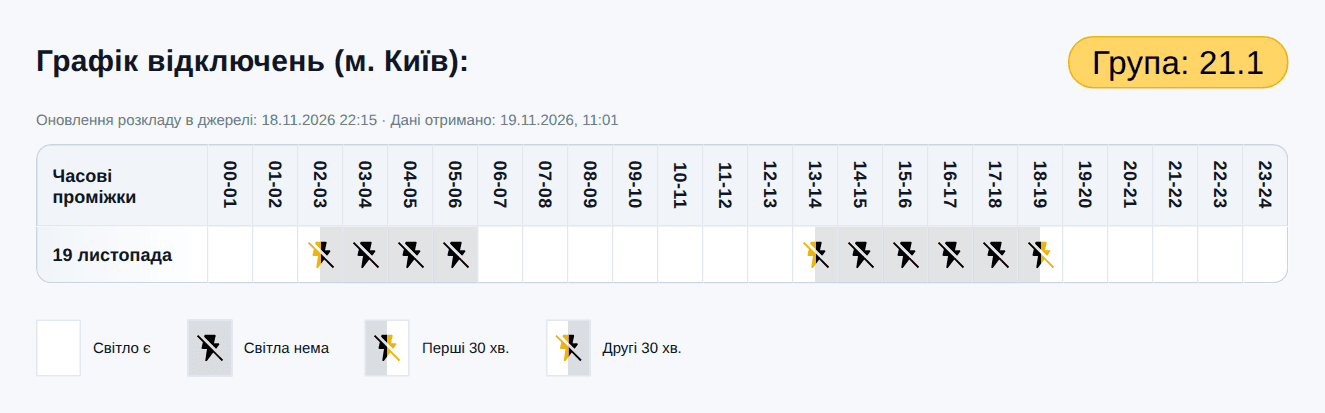 Графік відключень (м. Київ):
Група: 21.1
Оновлення розкладу в джерелі: 18.11.2026 22:15 · Дані отримано: 19.11.2026, 11:01
Часові
проміжки
00-01
01-02
02-03
03-04
04-05
05-06
06-07
07-08
08-09
09-10
10-11
11-12
12-13
13-14
14-15
15-16
16-17
17-18
18-19
19-20
20-21
21-22
22-23
23-24
19 листопада
Світло є
Світла нема
Перші 30 хв.
Другі 30 хв.